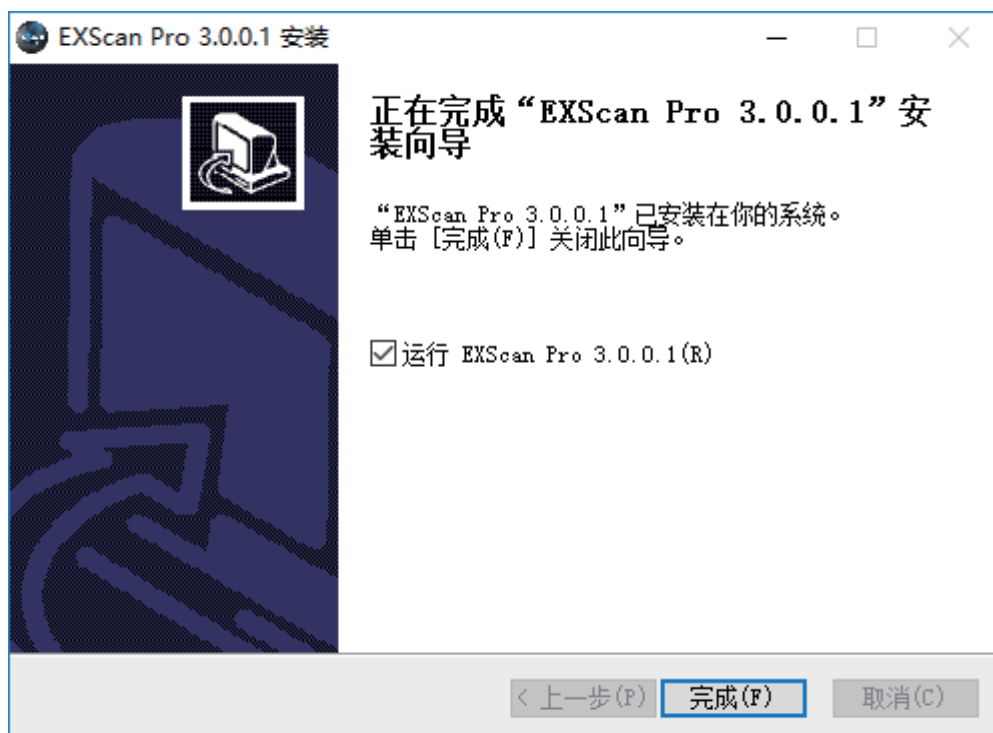 EXScan Pro 3.0.0.1 安装
正在完成“EXScan Pro 3.0.0.1”安
装向导
“EXScan Pro 3.0.0.1”已安装在你的系统。
单击 [完成(F)] 关闭此向导。
运行 EXScan Pro 3.0.0.1(R)
< 上一步(P) 完成(F) 取消(C)